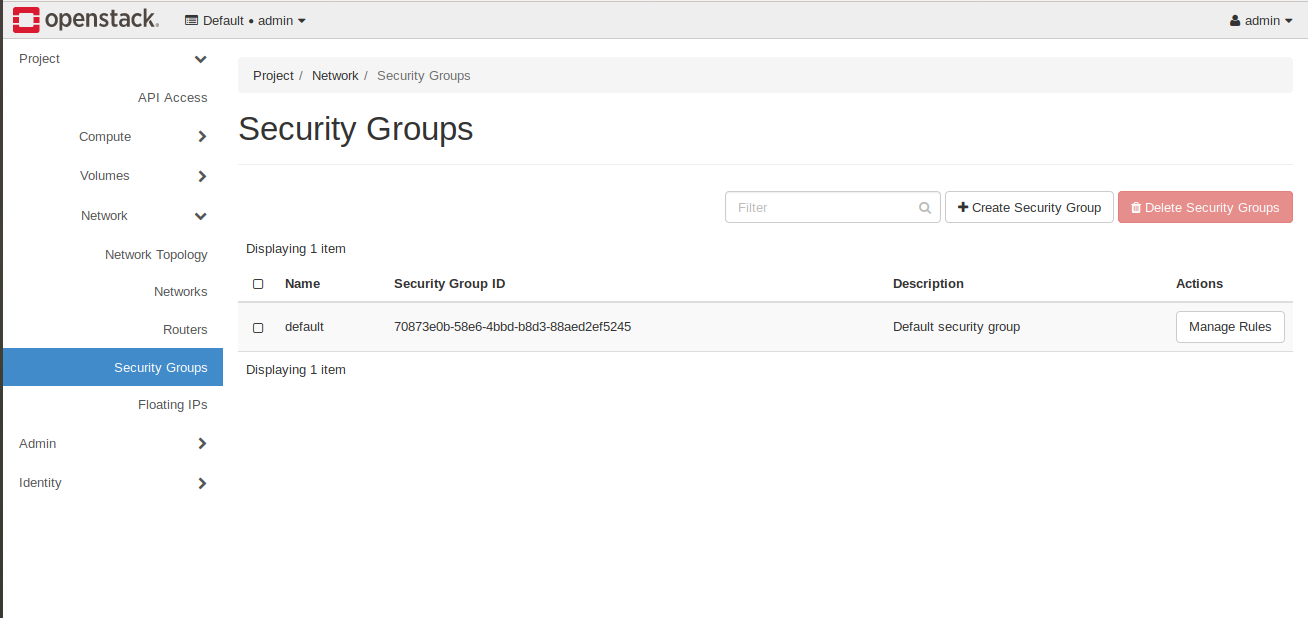 openstack. Default • admin admin
Project
API Access
Compute
Volumes
Network
Network Topology
Networks
Routers
Security Groups
Floating IPs
Admin
Identity
Project / Network / Security Groups
Security Groups
Filter Create Security Group Delete Security Groups
Displaying 1 item
Name Security Group ID Description Actions
default 70873e0b-58e6-4bbd-b8d3-88aed2ef5245 Default security group Manage Rules
Displaying 1 item